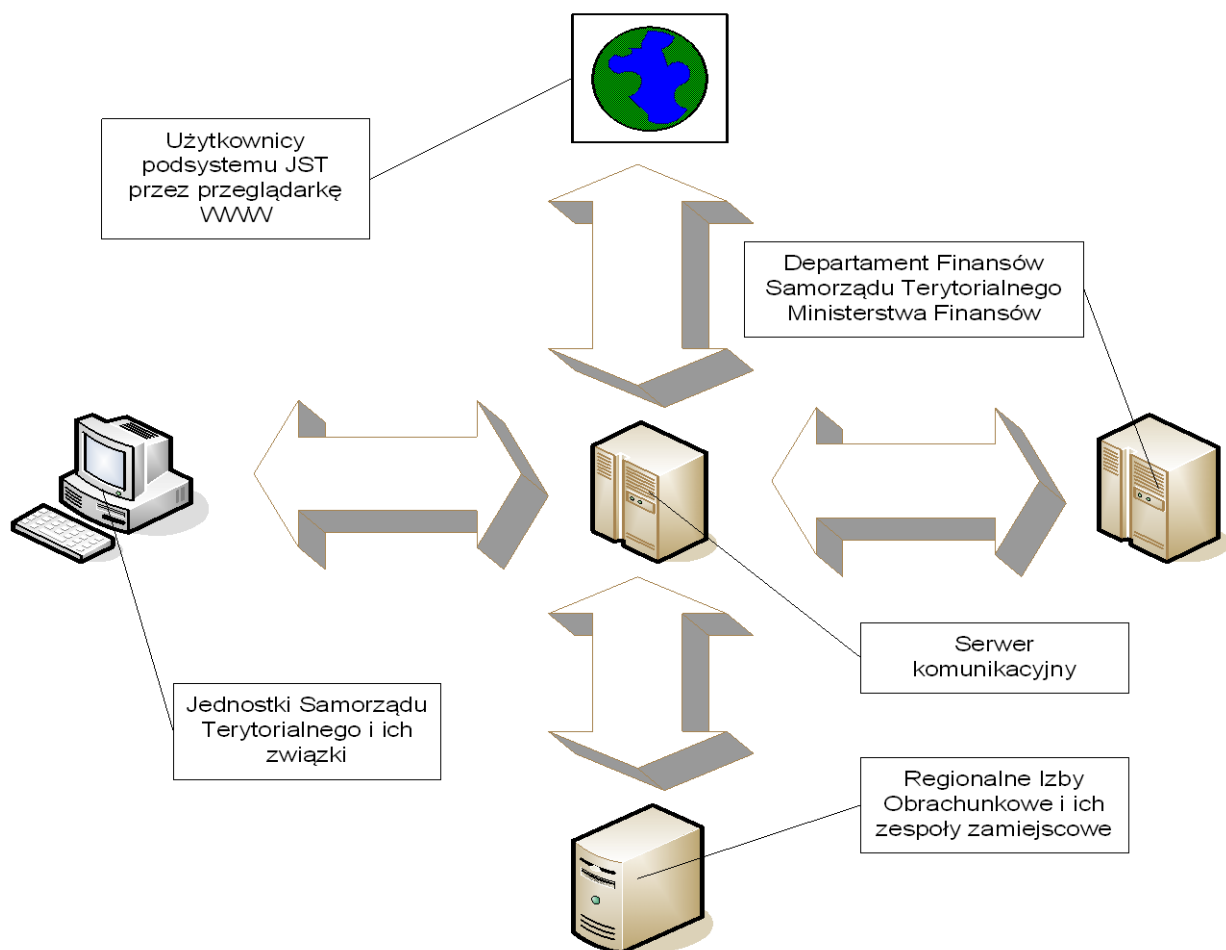 Użytkownicy
podsystemu JST
przez przeglądarkę
WWW
Departament Finansów
Samorządu Terytorialnego
Ministerstwa Finansów
Serwer
komunikacyjny
Jednostki Samorządu
Terytorialnego i ich
związki
Regionalne Izby
Obrachunkowe i ich
zespoły zamiejscowe